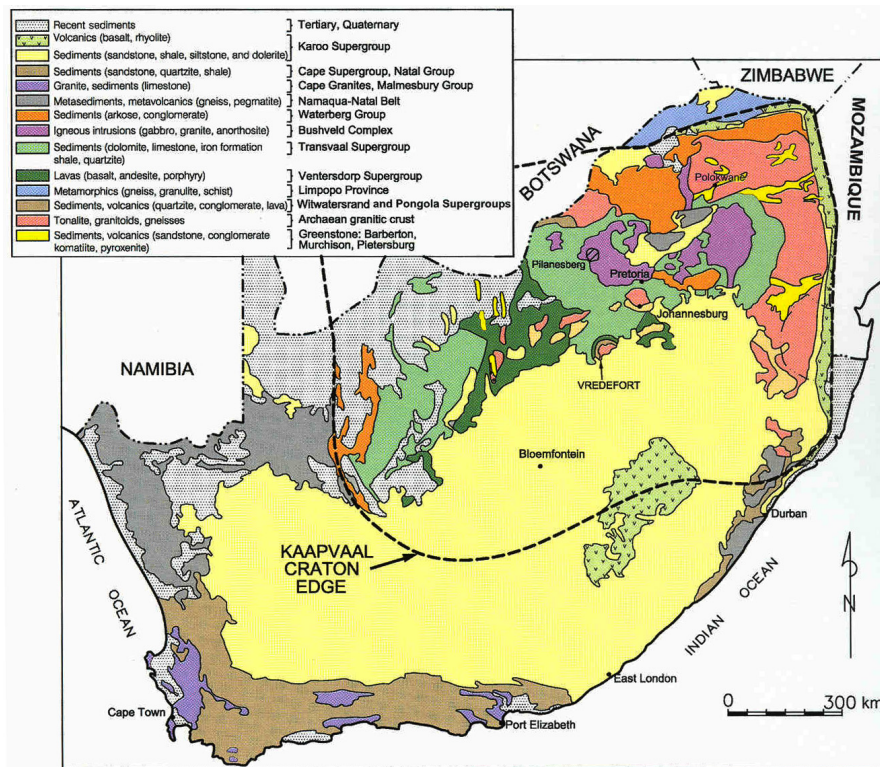 Recent sediments } Tertiary, Quaternary
Volcanics (basalt, rhyolite)
Sediments (sandstone, shale, siltstone, and dolerite) } Karoo Supergroup
Sediments (sandstone, quartzite, shale) } Cape Supergroup, Natal Group
Granite, sediments (limestone) } Cape Granites, Malmesbury Group
Metasediments, metavolcanics (gneiss, pegmatite) } Namaqua-Natal Belt
Sediments (arkose, conglomerate) } Waterberg Group
Igneous intrusions (gabbro, granite, anorthosite) } Bushveld Complex
Sediments (dolomite, limestone, iron formation
shale, quartzite) } Transvaal Supergroup
Lavas (basalt, andesite, porphyry) } Ventersdorp Supergroup
Metamorphics (gneiss, granulite, schist) } Limpopo Province
Sediments, volcanics (quartzite, conglomerate, lava) } Witwatersrand and Pongola Supergroups
Tonalite, granitoids, gneisses } Archaean granitic crust
Sediments, volcanics (sandstone, conglomerate
komatiite, pyroxenite) } Greenstone: Barberton,
Murchison, Pietersburg
ZIMBABWE
MOZAMBIQUE
BOTSWANA
Polokwane
Pilanesberg
Pretoria
Johannesburg
NAMIBIA
VREDEFORT
Bloemfontein
Durban
ATLANTIC
OCEAN
KAAPVAAL
CRATON
EDGE
INDIAN OCEAN
N
East London
Cape Town
Port Elizabeth
0 300 km